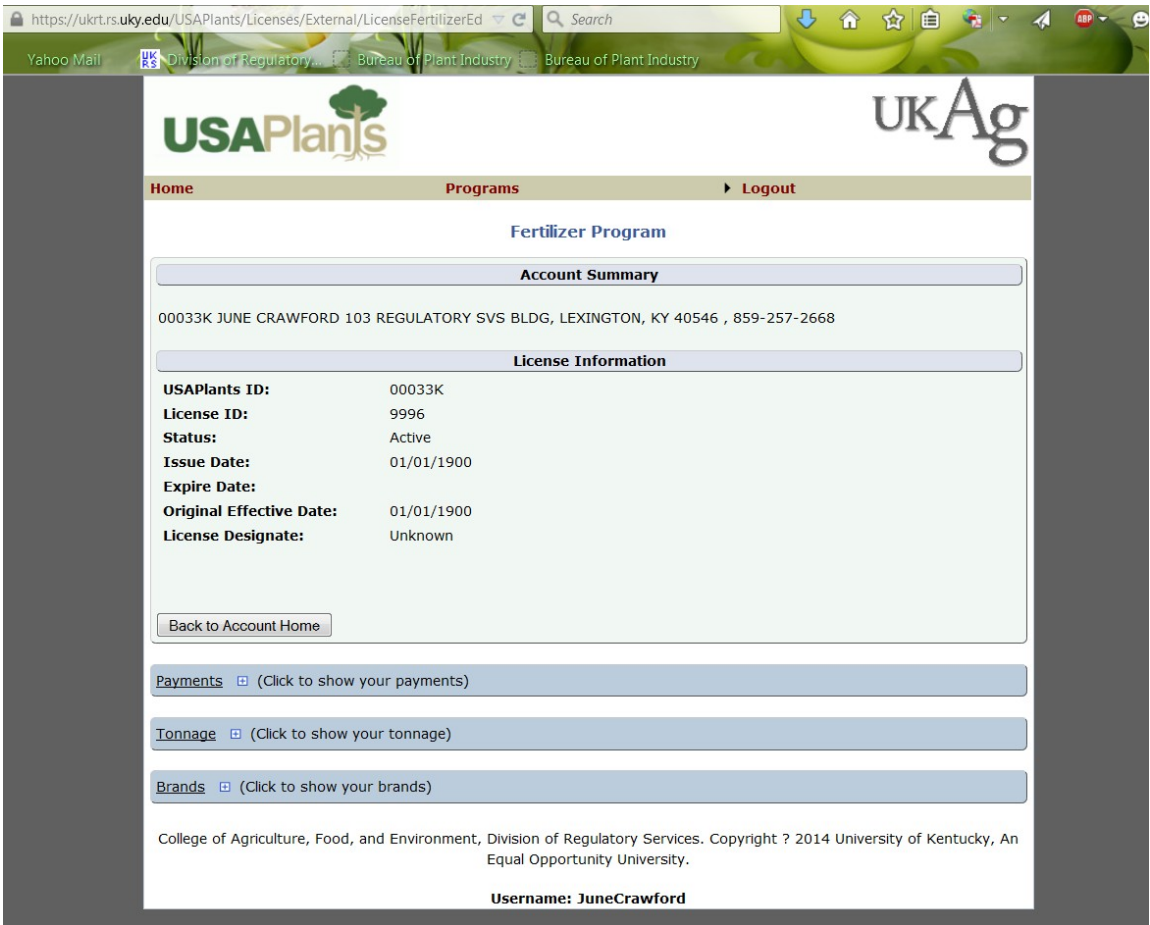 https://ukrt.rs.uky.edu/USAPlants/Licenses/External/LicenseFertilizerEd Search ABP
Yahoo Mail UK RS Division of Regulatory... Bureau of Plant Industry Bureau of Plant Industry
USAPlants UKAg
Home Programs Logout
Fertilizer Program
Account Summary
00033K JUNE CRAWFORD 103 REGULATORY SVS BLDG, LEXINGTON, KY 40546 , 859-257-2668
License Information
USAPlants ID: 00033K
License ID: 9996
Status: Active
Issue Date: 01/01/1900
Expire Date:
Original Effective Date: 01/01/1900
License Designate: Unknown
Back to Account Home
Payments (Click to show your payments)
Tonnage (Click to show your tonnage)
Brands (Click to show your brands)
College of Agriculture, Food, and Environment, Division of Regulatory Services. Copyright ? 2014 University of Kentucky, An
Equal Opportunity University.
Username: JuneCrawford